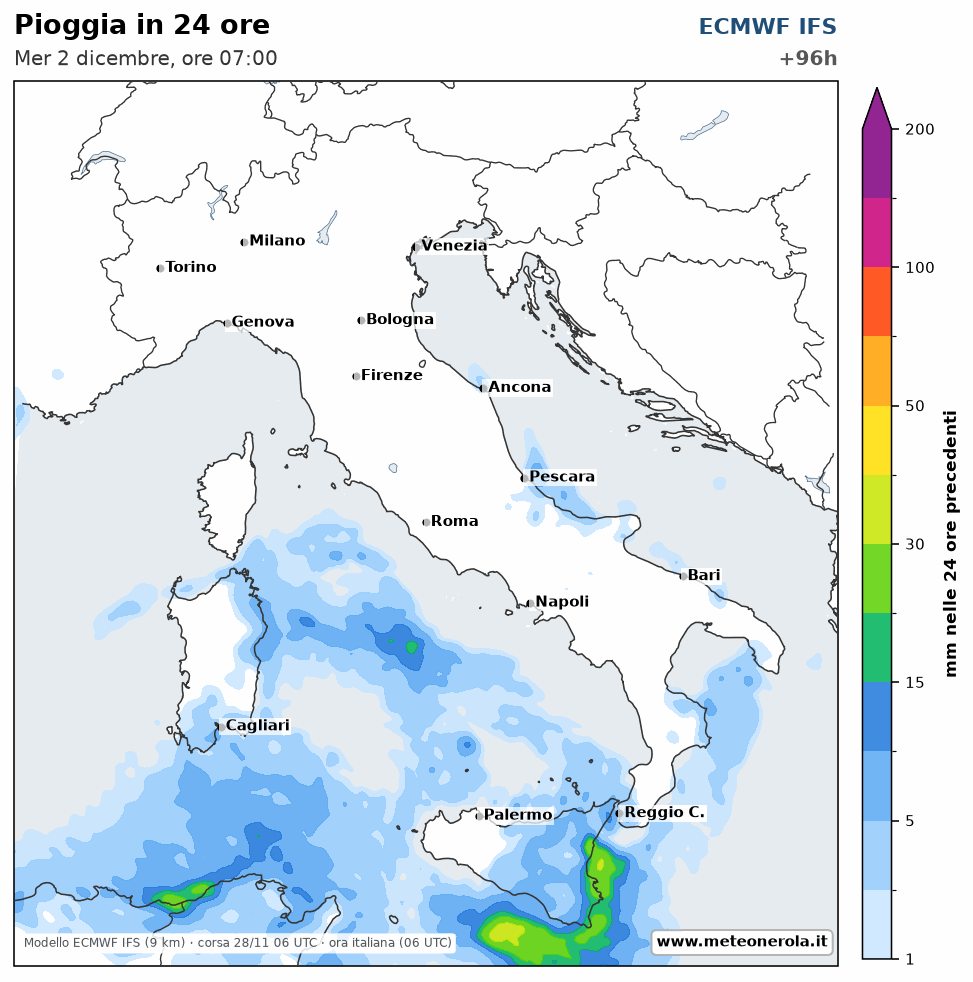 Pioggia in 24 ore
ECMWF IFS
Mer 2 dicembre, ore 07:00
+96h
200
Milano
Venezia
Torino
100
Genova
Bologna
Firenze
Ancona
50
Pescara
Roma
30
Bari
Napoli
15
Cagliari
Palermo
Reggio C.
5
1
mm nelle 24 ore precedenti
Modello ECMWF IFS (9 km) · corsa 28/11 06 UTC · ora italiana (06 UTC)
www.meteonerola.it